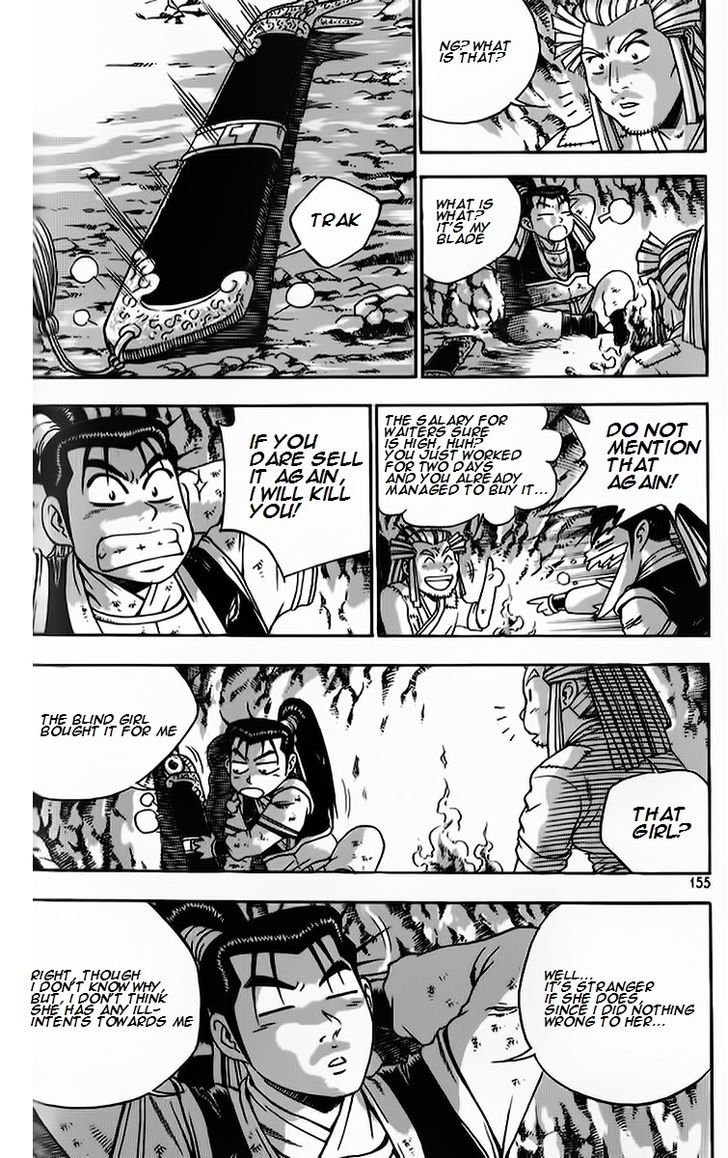 TRAK
NG? WHAT
IS THAT?
WHAT IS
WHAT?
IT'S MY
BLADE
IF YOU
DARE SELL
IT AGAIN,
I WILL KILL
YOU!
THE SALARY FOR
WAITERS SURE
IS HIGH, HUH?
YOU JUST WORKED
FOR TWO DAYS
AND YOU ALREADY
MANAGED TO BUY IT...
DO NOT
MENTION
THAT
AGAIN!
THE BLIND GIRL
BOUGHT IT FOR ME
THAT
GIRL?
155
RIGHT, THOUGH
I DON'T KNOW WHY,
BUT, I DON'T THINK
SHE HAS ANY ILL-
INTENTS TOWARDS ME
WELL...
IT'S STRANGER
IF SHE DOES,
SINCE I DID NOTHING
WRONG TO HER...